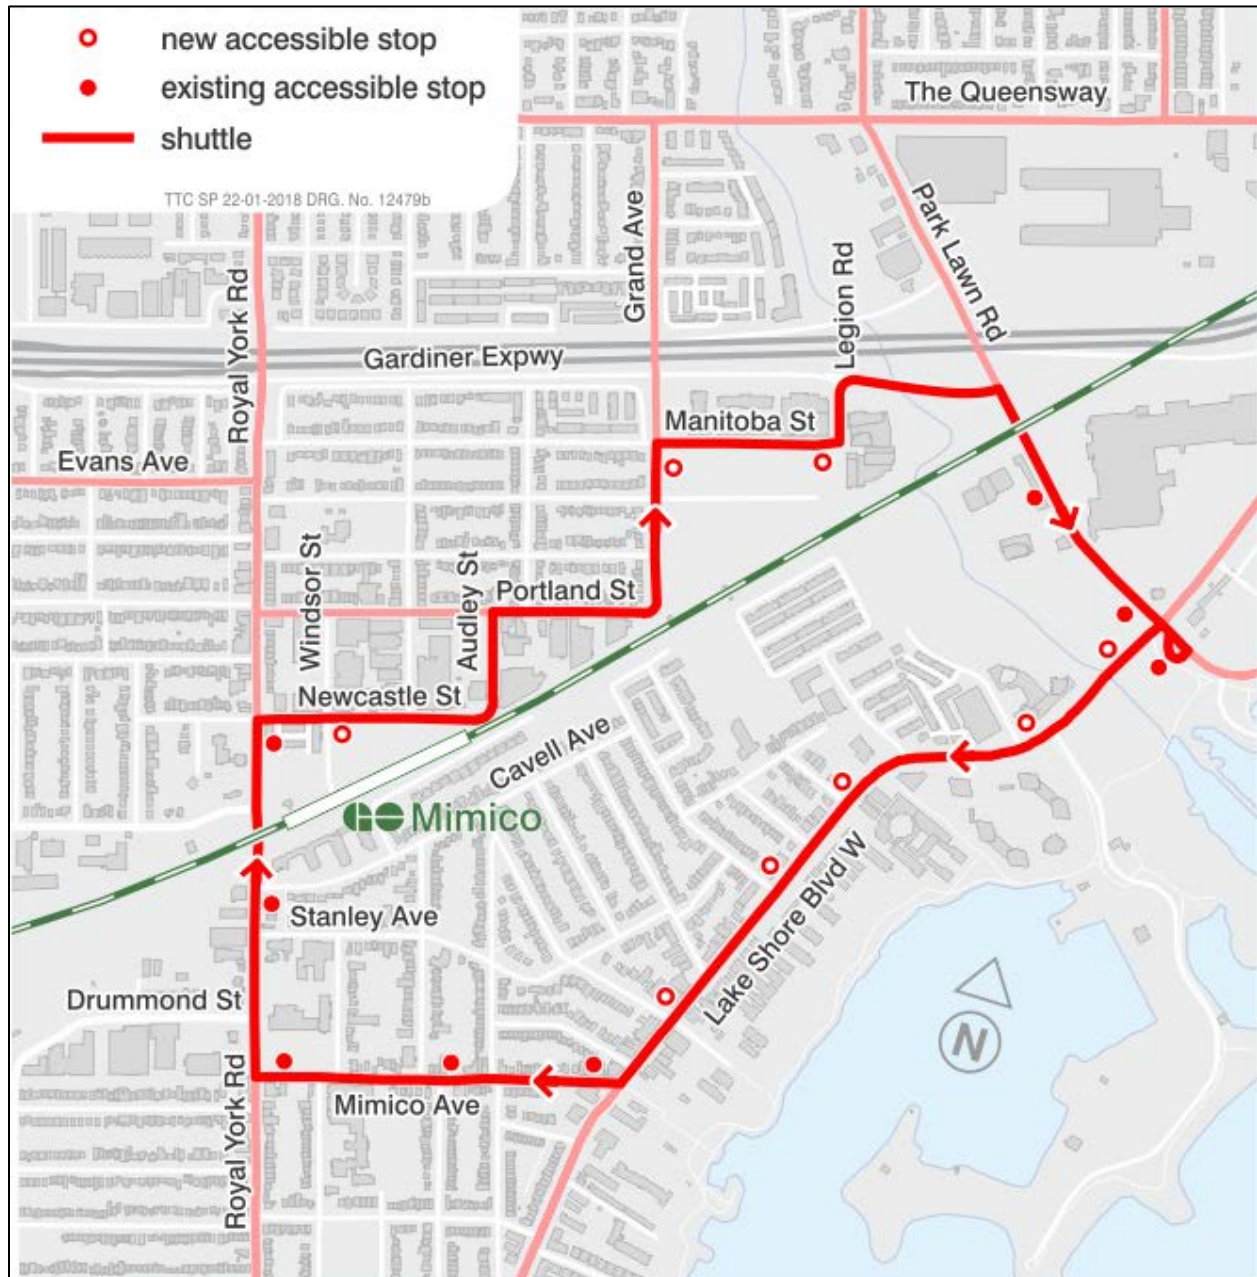 new accessible stop
existing accessible stop
shuttle
TTC SP 22-01-2018 DRG. No. 12479b
The Queensway
Grand Ave
Park Lawn Rd
Legion Rd
Royal York Rd
Gardiner Expwy
Manitoba St
Evans Ave
Windsor St
Audley St
Portland St
Newcastle St
Cavell Ave
GO Mimico
Lake Shore Blvd W
Stanley Ave
Drummond St
N
Royal York Rd
Mimico Ave